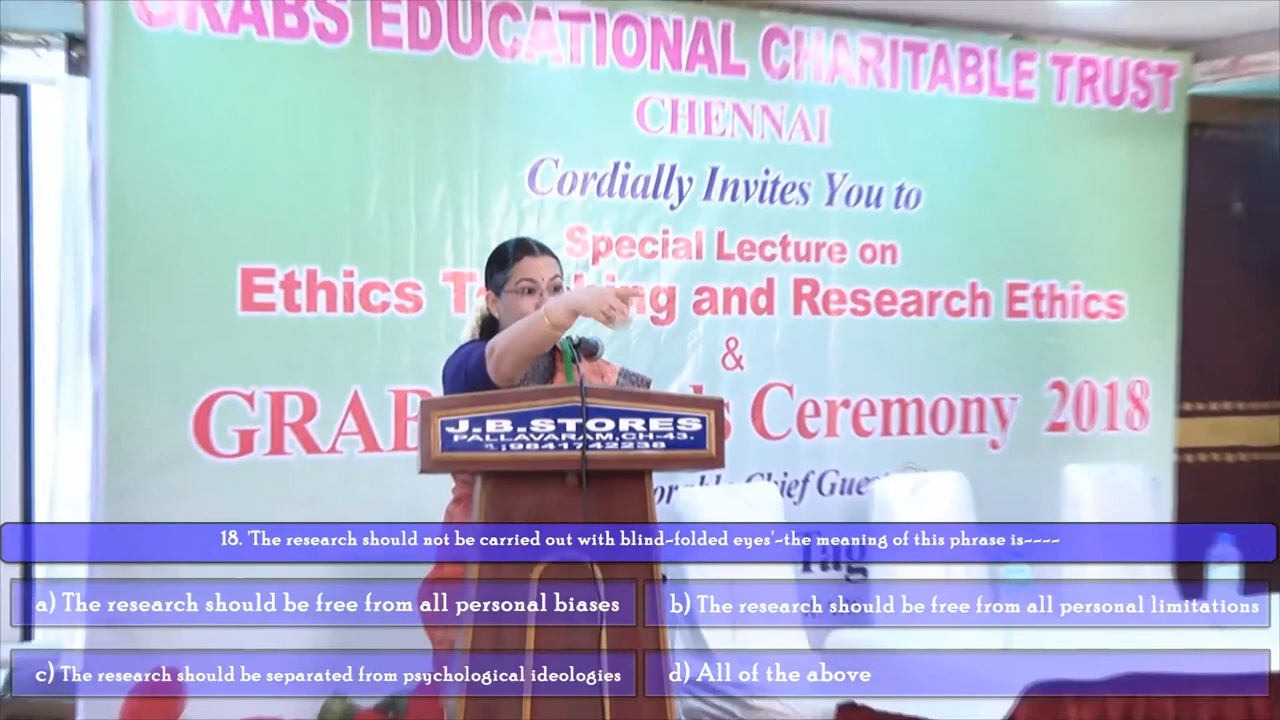 GRABS EDUCATIONAL CHARITABLE TRUST
CHENNAI
Cordially Invites You to
Special Lecture on
Ethics and Research Ethics
& 
Ceremony 2018
J.B.STORES
PALLAVARAM,CH-43.
9841742238
Chief
18. 'The research should not be carried out with blind-folded eyes'-the meaning of this phrase is----
a) The research should be free from all personal biases
b) The research should be free from all personal limitations
c) The research should be separated from psychological ideologies
d) All of the above